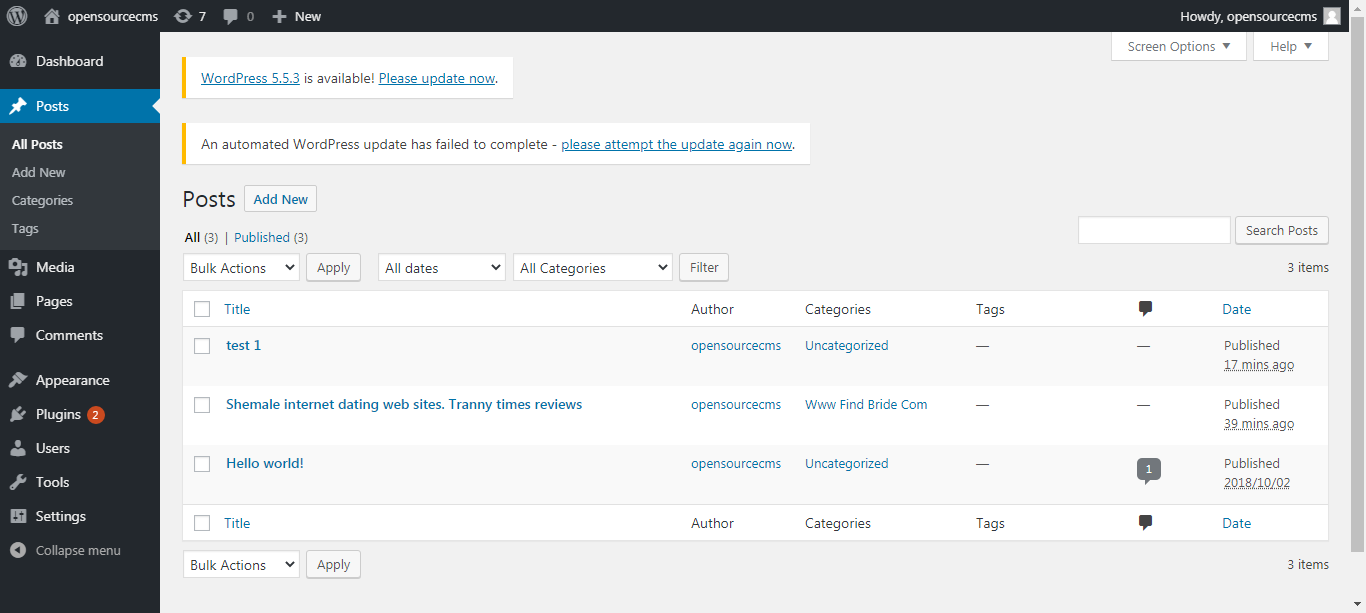 opensourcecms 7 0 New Howdy, opensourcecms
Dashboard
Posts
All Posts
Add New
Categories
Tags
Media
Pages
Comments
Appearance
Plugins 2
Users
Tools
Settings
Collapse menu
Screen Options Help
WordPress 5.5.3 is available! Please update now.
An automated WordPress update has failed to complete - please attempt the update again now.
Posts Add New
All (3) | Published (3) Search Posts
Bulk Actions Apply All dates All Categories Filter 3 items
Title Author Categories Tags Date
test 1 opensourcecms Uncategorized — — Published
17 mins ago
Shemale internet dating web sites. Tranny times reviews opensourcecms Www Find Bride Com — — Published
39 mins ago
Hello world! opensourcecms Uncategorized — 1 Published
2018/10/02
Title Author Categories Tags Date
Bulk Actions Apply 3 items